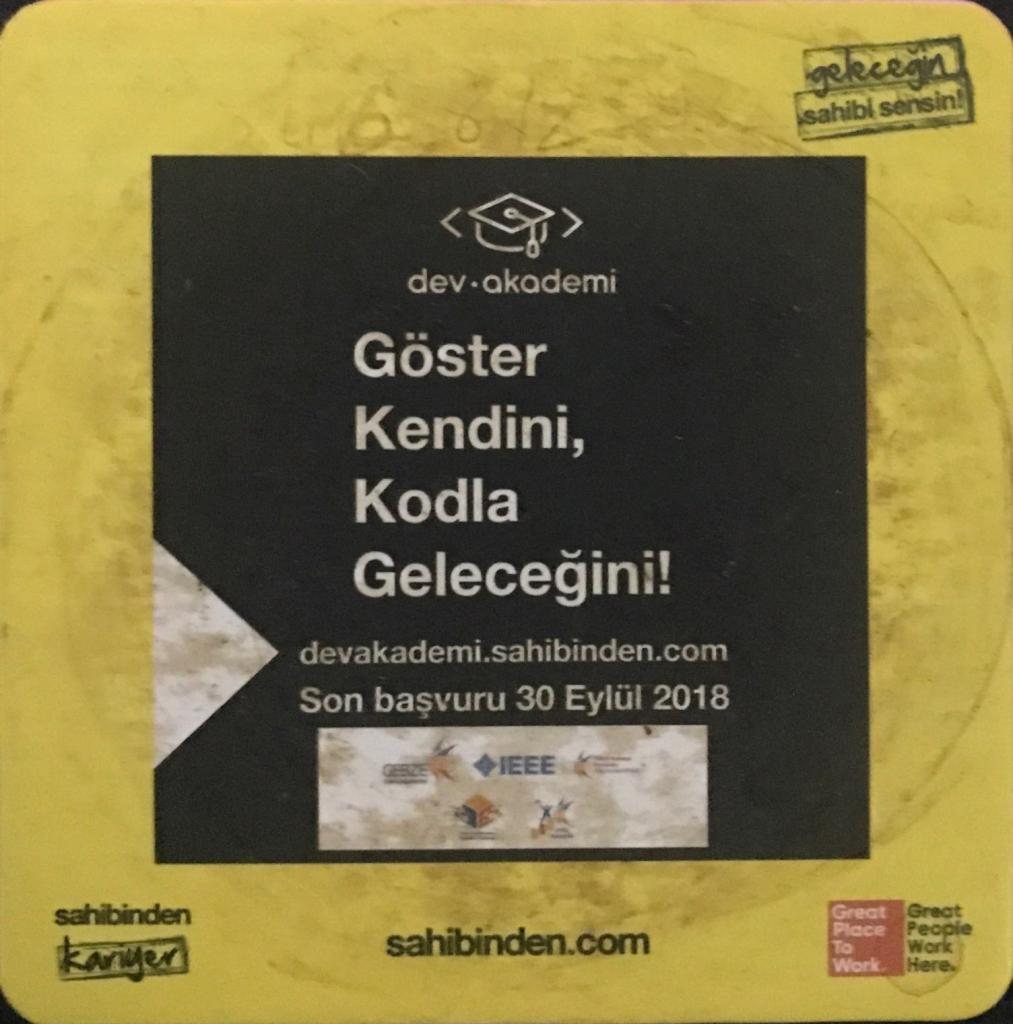 geleceğin
sahibi sensin!
dev·akademi
Göster
Kendini,
Kodla
Geleceğini!
devakademi.sahibinden.com
Son başvuru 30 Eylül 2018
GEBZE
IEEE
sahibinden
kariyer
sahibinden.com
Great
Place
To
Work.
Great
People
Work
Here.